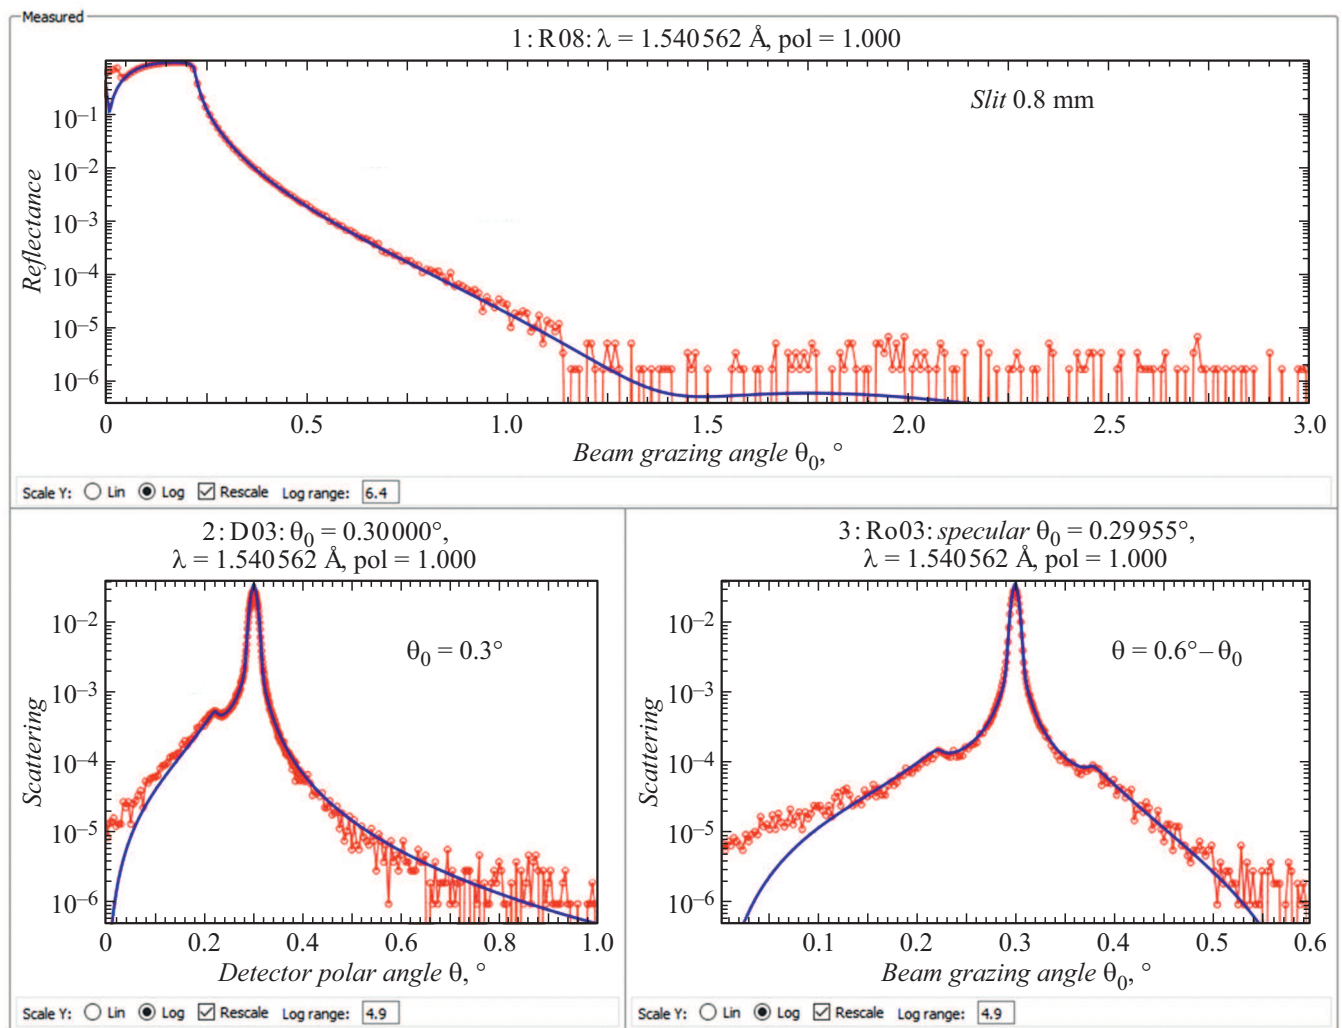 Measured
1: R08: λ = 1.540562 Å, pol = 1.000
Slit 0.8 mm
Reflectance
10⁻¹
10⁻²
10⁻³
10⁻⁴
10⁻⁵
10⁻⁶
0 0.5 1.0 1.5 2.0 2.5 3.0
Beam grazing angle θ₀, °
Scale Y: Lin Log Rescale Log range: 6.4
2: D03: θ₀ = 0.30000°,
λ = 1.540562 Å, pol = 1.000
θ₀ = 0.3°
Scattering
10⁻²
10⁻³
10⁻⁴
10⁻⁵
10⁻⁶
0 0.2 0.4 0.6 0.8 1.0
Detector polar angle θ, °
Scale Y: Lin Log Rescale Log range: 4.9
3: Ro03: specular θ₀ = 0.29955°,
λ = 1.540562 Å, pol = 1.000
θ = 0.6° – θ₀
Scattering
10⁻²
10⁻³
10⁻⁴
10⁻⁵
10⁻⁶
0.1 0.2 0.3 0.4 0.5 0.6
Beam grazing angle θ₀, °
Scale Y: Lin Log Rescale Log range: 4.9